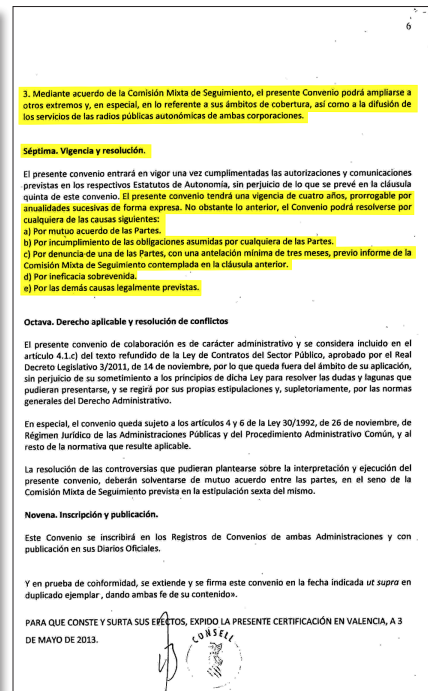 6
3. Mediante acuerdo de la Comisión Mixta de Seguimiento, el presente Convenio podrá ampliarse a
otros extremos y, en especial, en lo referente a sus ámbitos de cobertura, así como a la difusión de
los servicios de las radios públicas autonómicas de ambas corporaciones.
Séptima. Vigencia y resolución.
El presente convenio entrará en vigor una vez cumplimentadas las autorizaciones y comunicaciones
previstas en los respectivos Estatutos de Autonomía, sin perjuicio de lo que se prevé en la cláusula
quinta de este convenio. El presente convenio tendrá una vigencia de cuatro años, prorrogable por
anualidades sucesivas de forma expresa. No obstante lo anterior, el Convenio podrá resolverse por
cualquiera de las causas siguientes:
a) Por mutuo acuerdo de las Partes.
b) Por incumplimiento de las obligaciones asumidas por cualquiera de las Partes.
c) Por denuncia de una de las Partes, con una antelación mínima de tres meses, previo informe de la
Comisión Mixta de Seguimiento contemplada en la cláusula anterior.
d) Por ineficacia sobrevenida.
e) Por las demás causas legalmente previstas.
Octava. Derecho aplicable y resolución de conflictos
El presente convenio de colaboración es de carácter administrativo y se considera incluido en el
artículo 4.1.c) del texto refundido de la Ley de Contratos del Sector Público, aprobado por el Real
Decreto Legislativo 3/2011, de 14 de noviembre, por lo que queda fuera del ámbito de su aplicación,
sin perjuicio de su sometimiento a los principios de dicha Ley para resolver las dudas y lagunas que
pudieran presentarse, y se regirá por sus propias estipulaciones y, supletoriamente, por las normas
generales del Derecho Administrativo.
En especial, el convenio queda sujeto a los artículos 4 y 6 de la Ley 30/1992, de 26 de noviembre, de
Régimen Jurídico de las Administraciones Públicas y del Procedimiento Administrativo Común, y al
resto de la normativa que resulte aplicable.
La resolución de las controversias que pudieran plantearse sobre la interpretación y ejecución del
presente convenio, deberán solventarse de mutuo acuerdo entre las partes, en el seno de la
Comisión Mixta de Seguimiento prevista en la estipulación sexta del mismo.
Novena. Inscripción y publicación.
Este Convenio se inscribirá en los Registros de Convenios de ambas Administraciones y con
publicación en sus Diarios Oficiales.
Y en prueba de conformidad, se extiende y se firma este convenio en la fecha indicada ut supra en
duplicado ejemplar, dando ambas fe de su contenido».
PARA QUE CONSTE Y SURTA SUS EFECTOS, EXPIDO LA PRESENTE CERTIFICACIÓN EN VALENCIA, A 3
DE MAYO DE 2013.
CONSELL